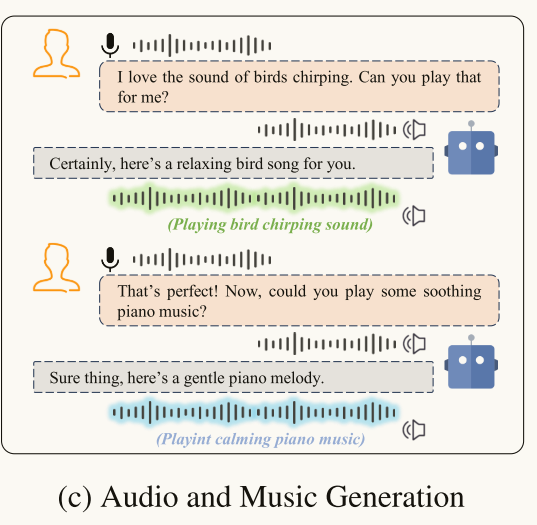 I love the sound of birds chirping. Can you play that
for me?
Certainly, here's a relaxing bird song for you.
(Playing bird chirping sound)
That's perfect! Now, could you play some soothing
piano music?
Sure thing, here's a gentle piano melody.
(Playint calming piano music)
(c) Audio and Music Generation